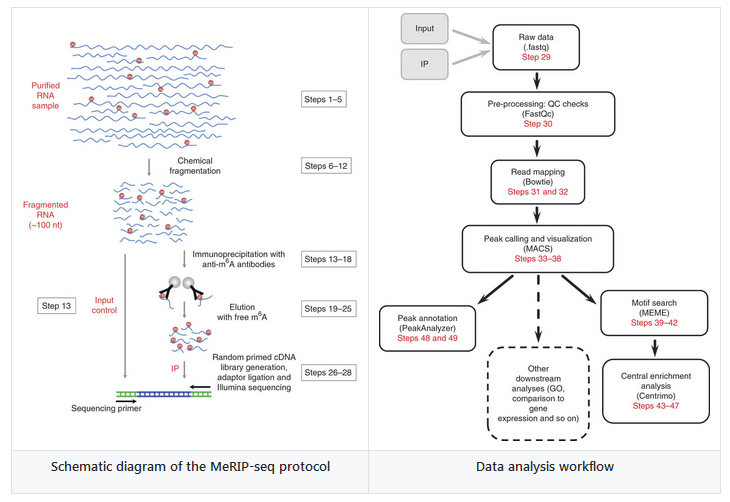 Purified
RNA
sample
Steps 1–5
Chemical
fragmentation
Steps 6–12
Fragmented
RNA
(~100 nt)
Immunoprecipitation with
anti-m⁶A antibodies
Steps 13–18
Step 13
Input
control
Elution
with free m⁶A
Steps 19–25
IP
Random primed cDNA
library generation,
adaptor ligation and
Illumina sequencing
Steps 26–28
Sequencing primer
Schematic diagram of the MeRIP-seq protocol
Input
IP
Raw data
(.fastq)
Step 29
Pre-processing: QC checks
(FastQc)
Step 30
Read mapping
(Bowtie)
Steps 31 and 32
Peak calling and visualization
(MACS)
Steps 33–38
Peak annotation
(PeakAnalyzer)
Steps 48 and 49
Other
downstream
analyses (GO,
comparison to
gene
expression and so on)
Motif search
(MEME)
Steps 39–42
Central enrichment
analysis
(Centrimo)
Steps 43–47
Data analysis workflow